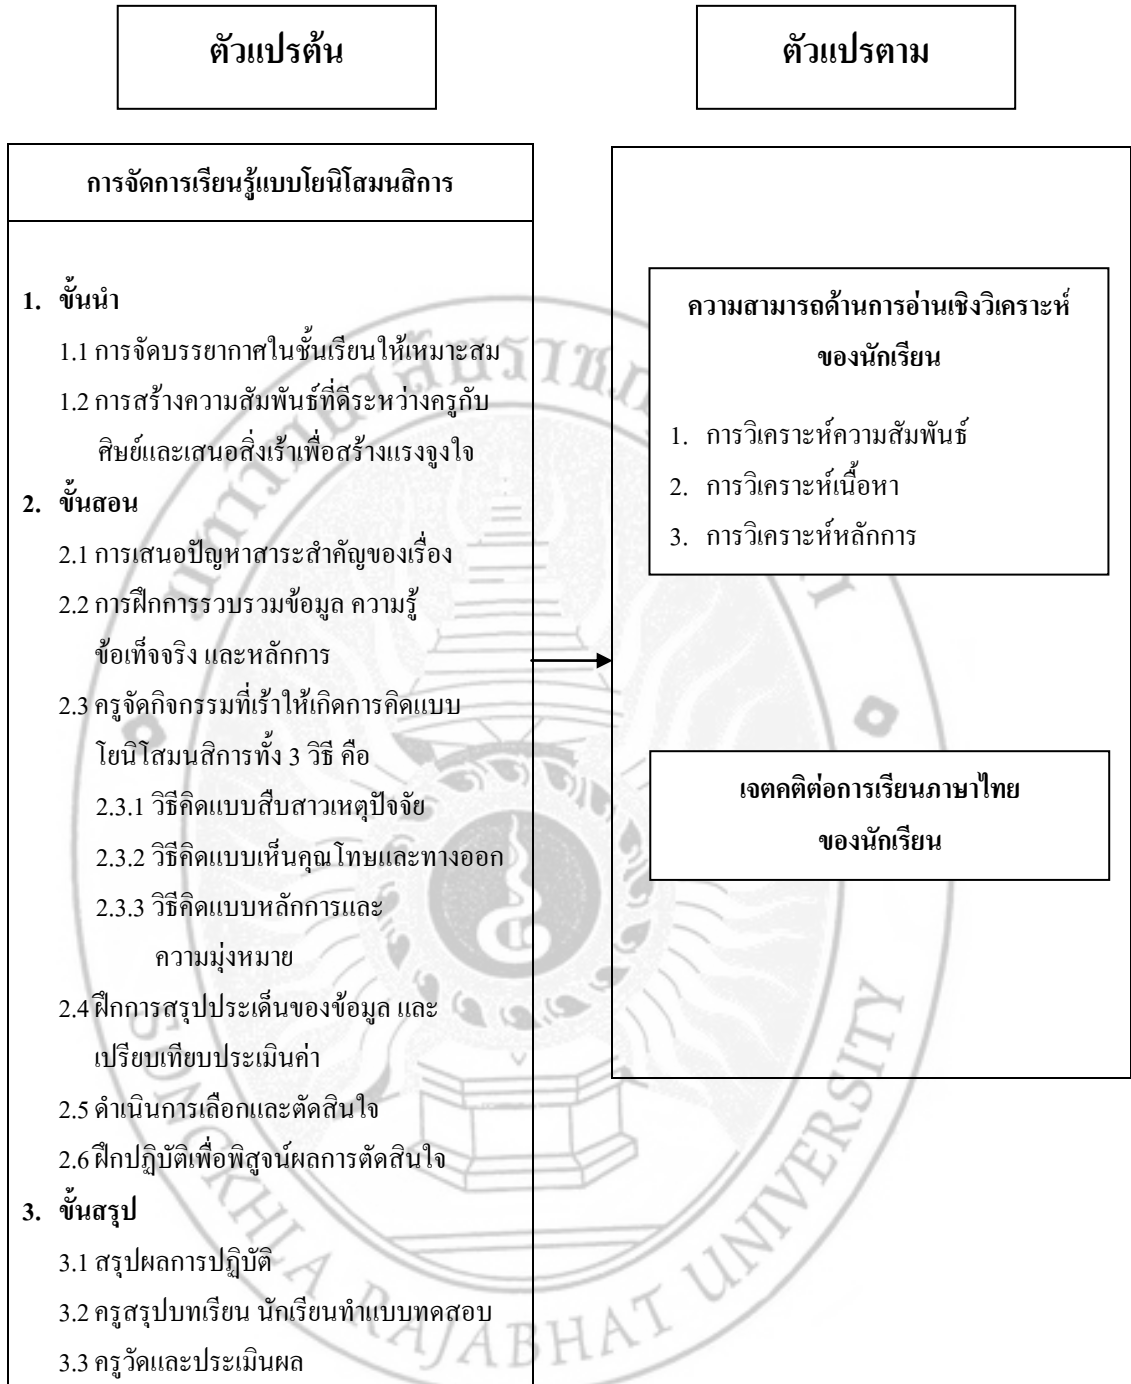 ตัวแปรต้น
ตัวแปรตาม
การจัดการเรียนรู้แบบโยนิโสมนสิการ
1. ขั้นนำ
1.1 การจัดบรรยากาศในชั้นเรียนให้เหมาะสม
1.2 การสร้างความสัมพันธ์ที่ดีระหว่างครูกับ
ศิษย์และเสนอสิ่งเร้าเพื่อสร้างแรงจูงใจ
2. ขั้นสอน
2.1 การเสนอปัญหาสาระสำคัญของเรื่อง
2.2 การฝึกการรวบรวมข้อมูล ความรู้
ข้อเท็จจริง และหลักการ
2.3 ครูจัดกิจกรรมที่เร้าให้เกิดการคิดแบบ
โยนิโสมนสิการทั้ง 3 วิธี คือ
2.3.1 วิธีคิดแบบสืบสาวเหตุปัจจัย
2.3.2 วิธีคิดแบบเห็นคุณโทษและทางออก
2.3.3 วิธีคิดแบบหลักการและ
ความมุ่งหมาย
2.4 ฝึกการสรุปประเด็นของข้อมูล และ
เปรียบเทียบประเมินค่า
2.5 ดำเนินการเลือกและตัดสินใจ
2.6 ฝึกปฏิบัติเพื่อพิสูจน์ผลการตัดสินใจ
3. ขั้นสรุป
3.1 สรุปผลการปฏิบัติ
3.2 ครูสรุปบทเรียน นักเรียนทำแบบทดสอบ
3.3 ครูวัดและประเมินผล
ความสามารถด้านการอ่านเชิงวิเคราะห์
ของนักเรียน
1. การวิเคราะห์ความสัมพันธ์
2. การวิเคราะห์เนื้อหา
3. การวิเคราะห์หลักการ
เจตคติต่อการเรียนภาษาไทย
ของนักเรียน
SONGKHLA RAJABHAT UNIVERSITY